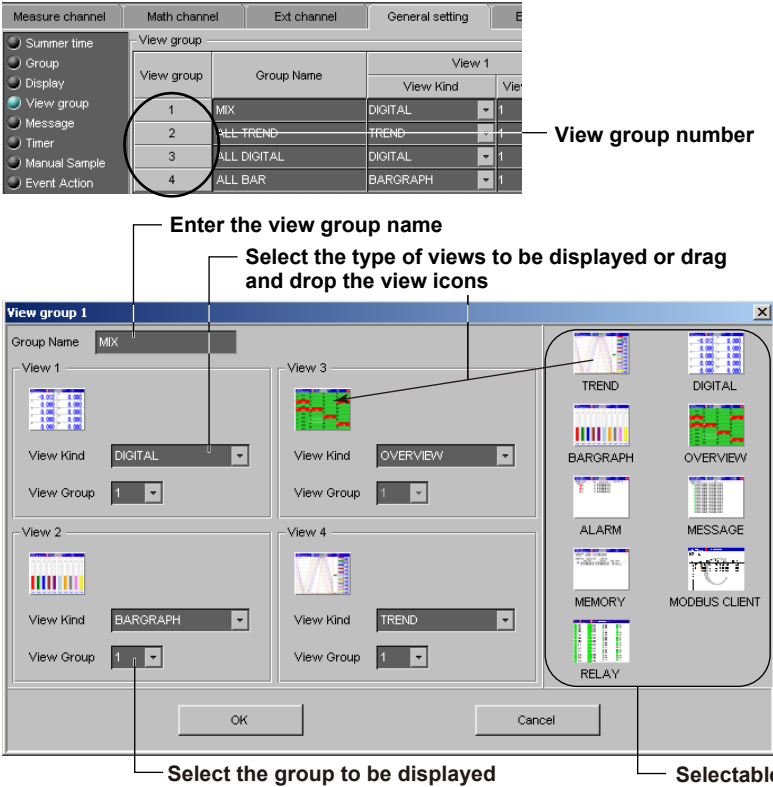 Measure channel Math channel Ext channel General setting E
Summer time
Group
Display
View group
Message
Timer
Manual Sample
Event Action
View group
View group Group Name View 1
View Kind Vie
1 MIX DIGITAL 1
2 ALL TREND TREND 1
3 ALL DIGITAL DIGITAL 1
4 ALL BAR BARGRAPH 1
View group number
Enter the view group name
Select the type of views to be displayed or drag
and drop the view icons
View group 1
Group Name MIX
View 1
View Kind DIGITAL
View Group 1
View 3
View Kind OVERVIEW
View Group 1
View 2
View Kind BARGRAPH
View Group 1
View 4
View Kind TREND
View Group 1
TREND DIGITAL
BARGRAPH OVERVIEW
ALARM MESSAGE
MEMORY MODBUS CLIENT
RELAY
OK Cancel
Select the group to be displayed
Selectable